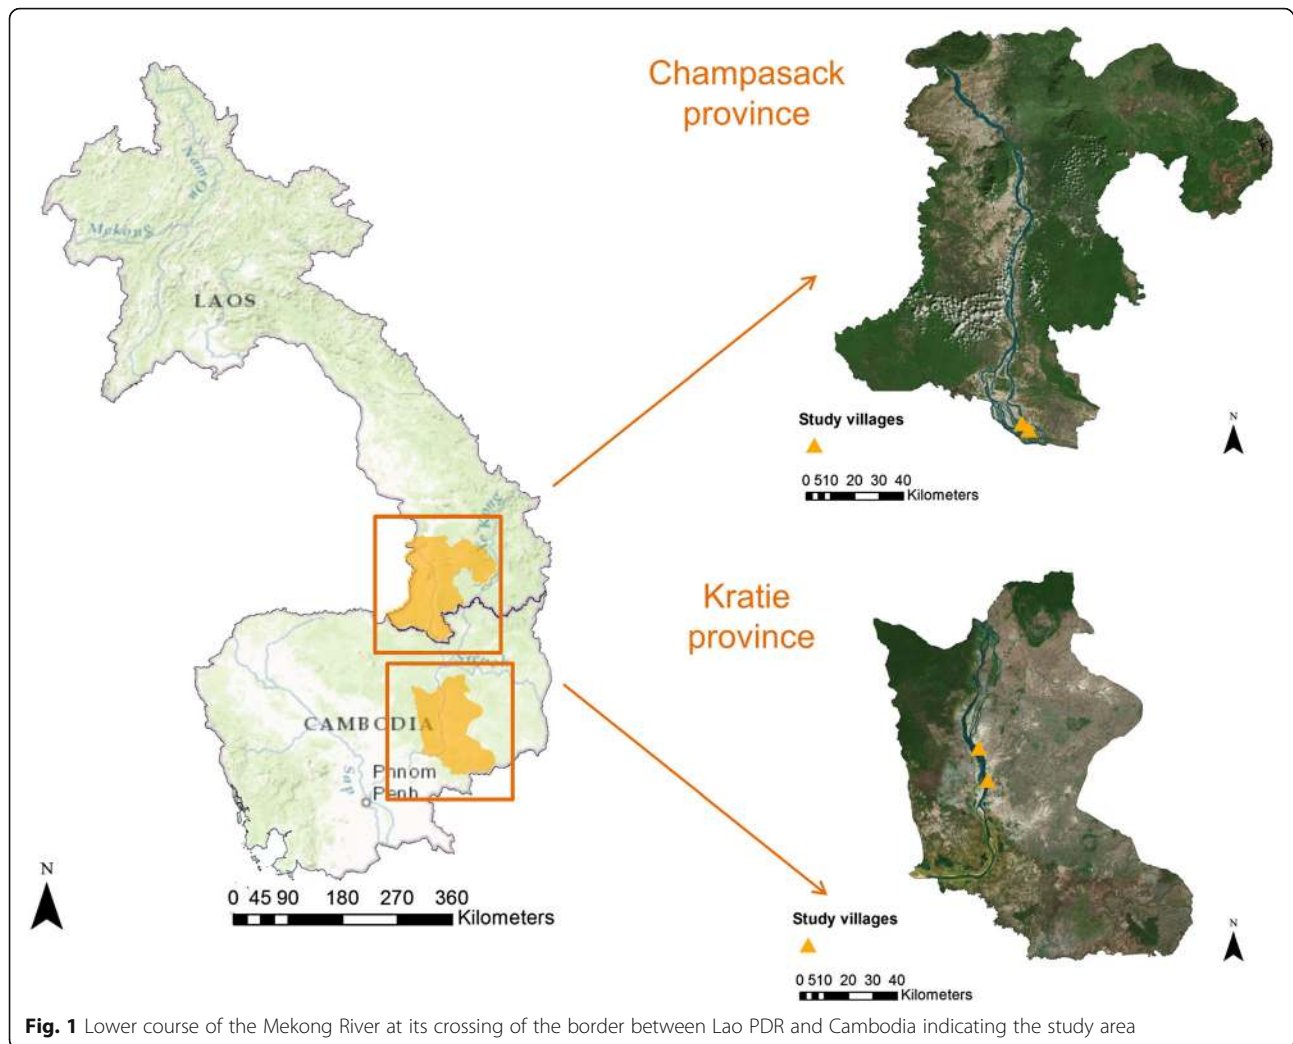 Champasack
province
Nam Ou
Mekong
LAOS
Study villages
N
0 510 20 30 40
Kilometers
Se Kong
Kratie
province
CAMBODIA
Phnom
Penh
Sap
N
0 45 90 180 270 360
Kilometers
Study villages
N
0 510 20 30 40
Kilometers
Fig. 1 Lower course of the Mekong River at its crossing of the border between Lao PDR and Cambodia indicating the study area